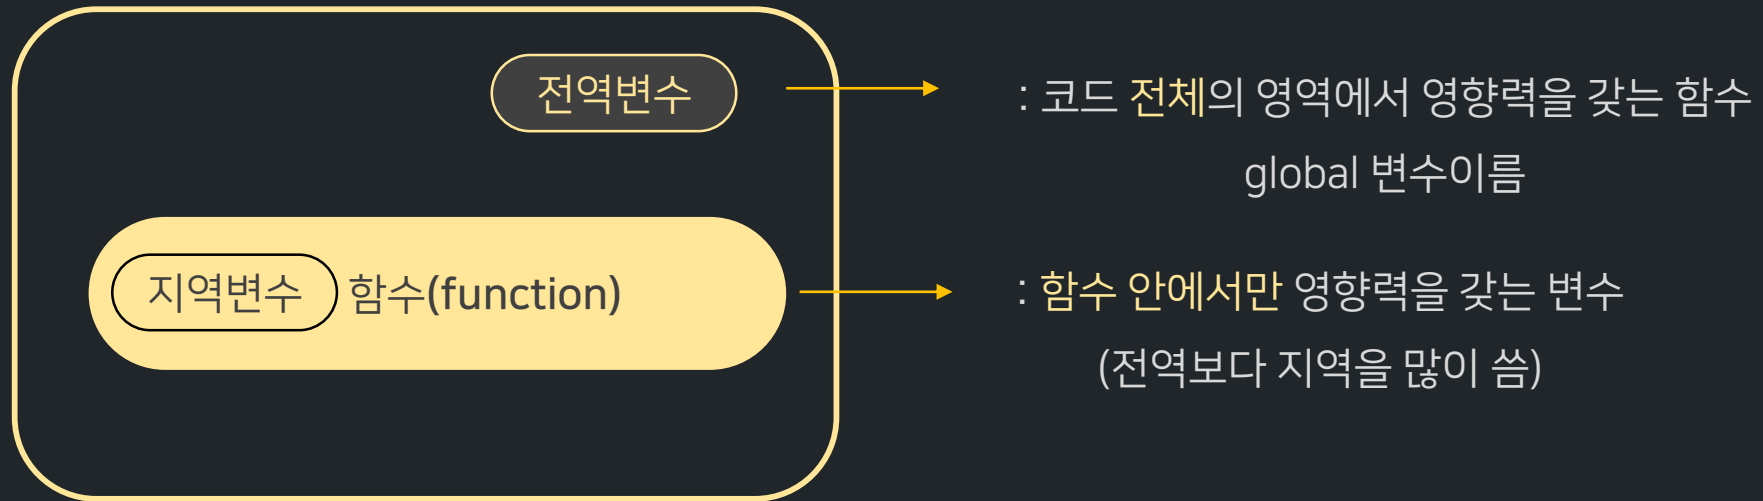 전역변수
: 코드 전체의 영역에서 영향력을 갖는 함수
global 변수이름
지역변수 함수(function)
: 함수 안에서만 영향력을 갖는 변수
(전역보다 지역을 많이 씀)